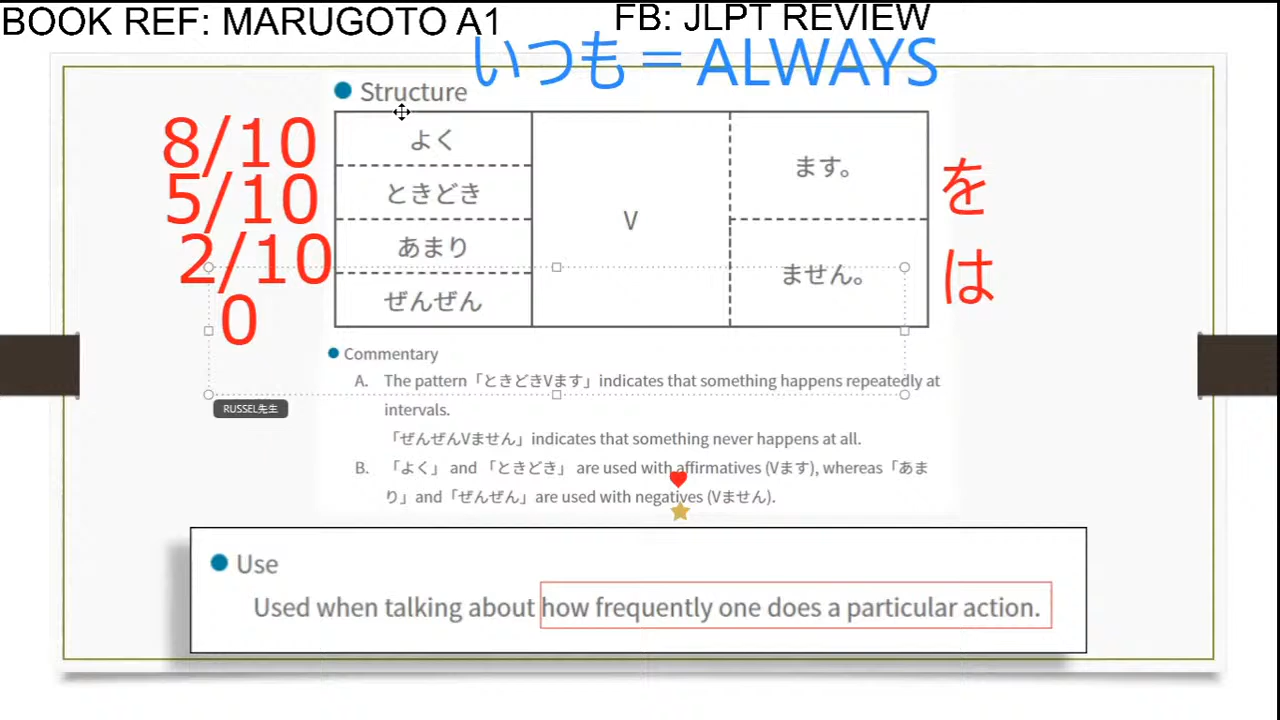 BOOK REF: MARUGOTO A1
FB: JLPT REVIEW
いつも＝ALWAYS
Structure
8/10
よく
ます。
を
5/10
ときどき
V
2/10
あまり
ません。
は
0
ぜんぜん
Commentary
A. The pattern「ときどきVます」indicates that something happens repeatedly at
intervals.
RUSSEL先生
「ぜんぜんVません」indicates that something never happens at all.
B. 「よく」 and 「ときどき」 are used with affirmatives (Vます), whereas「あま
り」and「ぜんぜん」are used with negatives (Vません).
Use
Used when talking about how frequently one does a particular action.